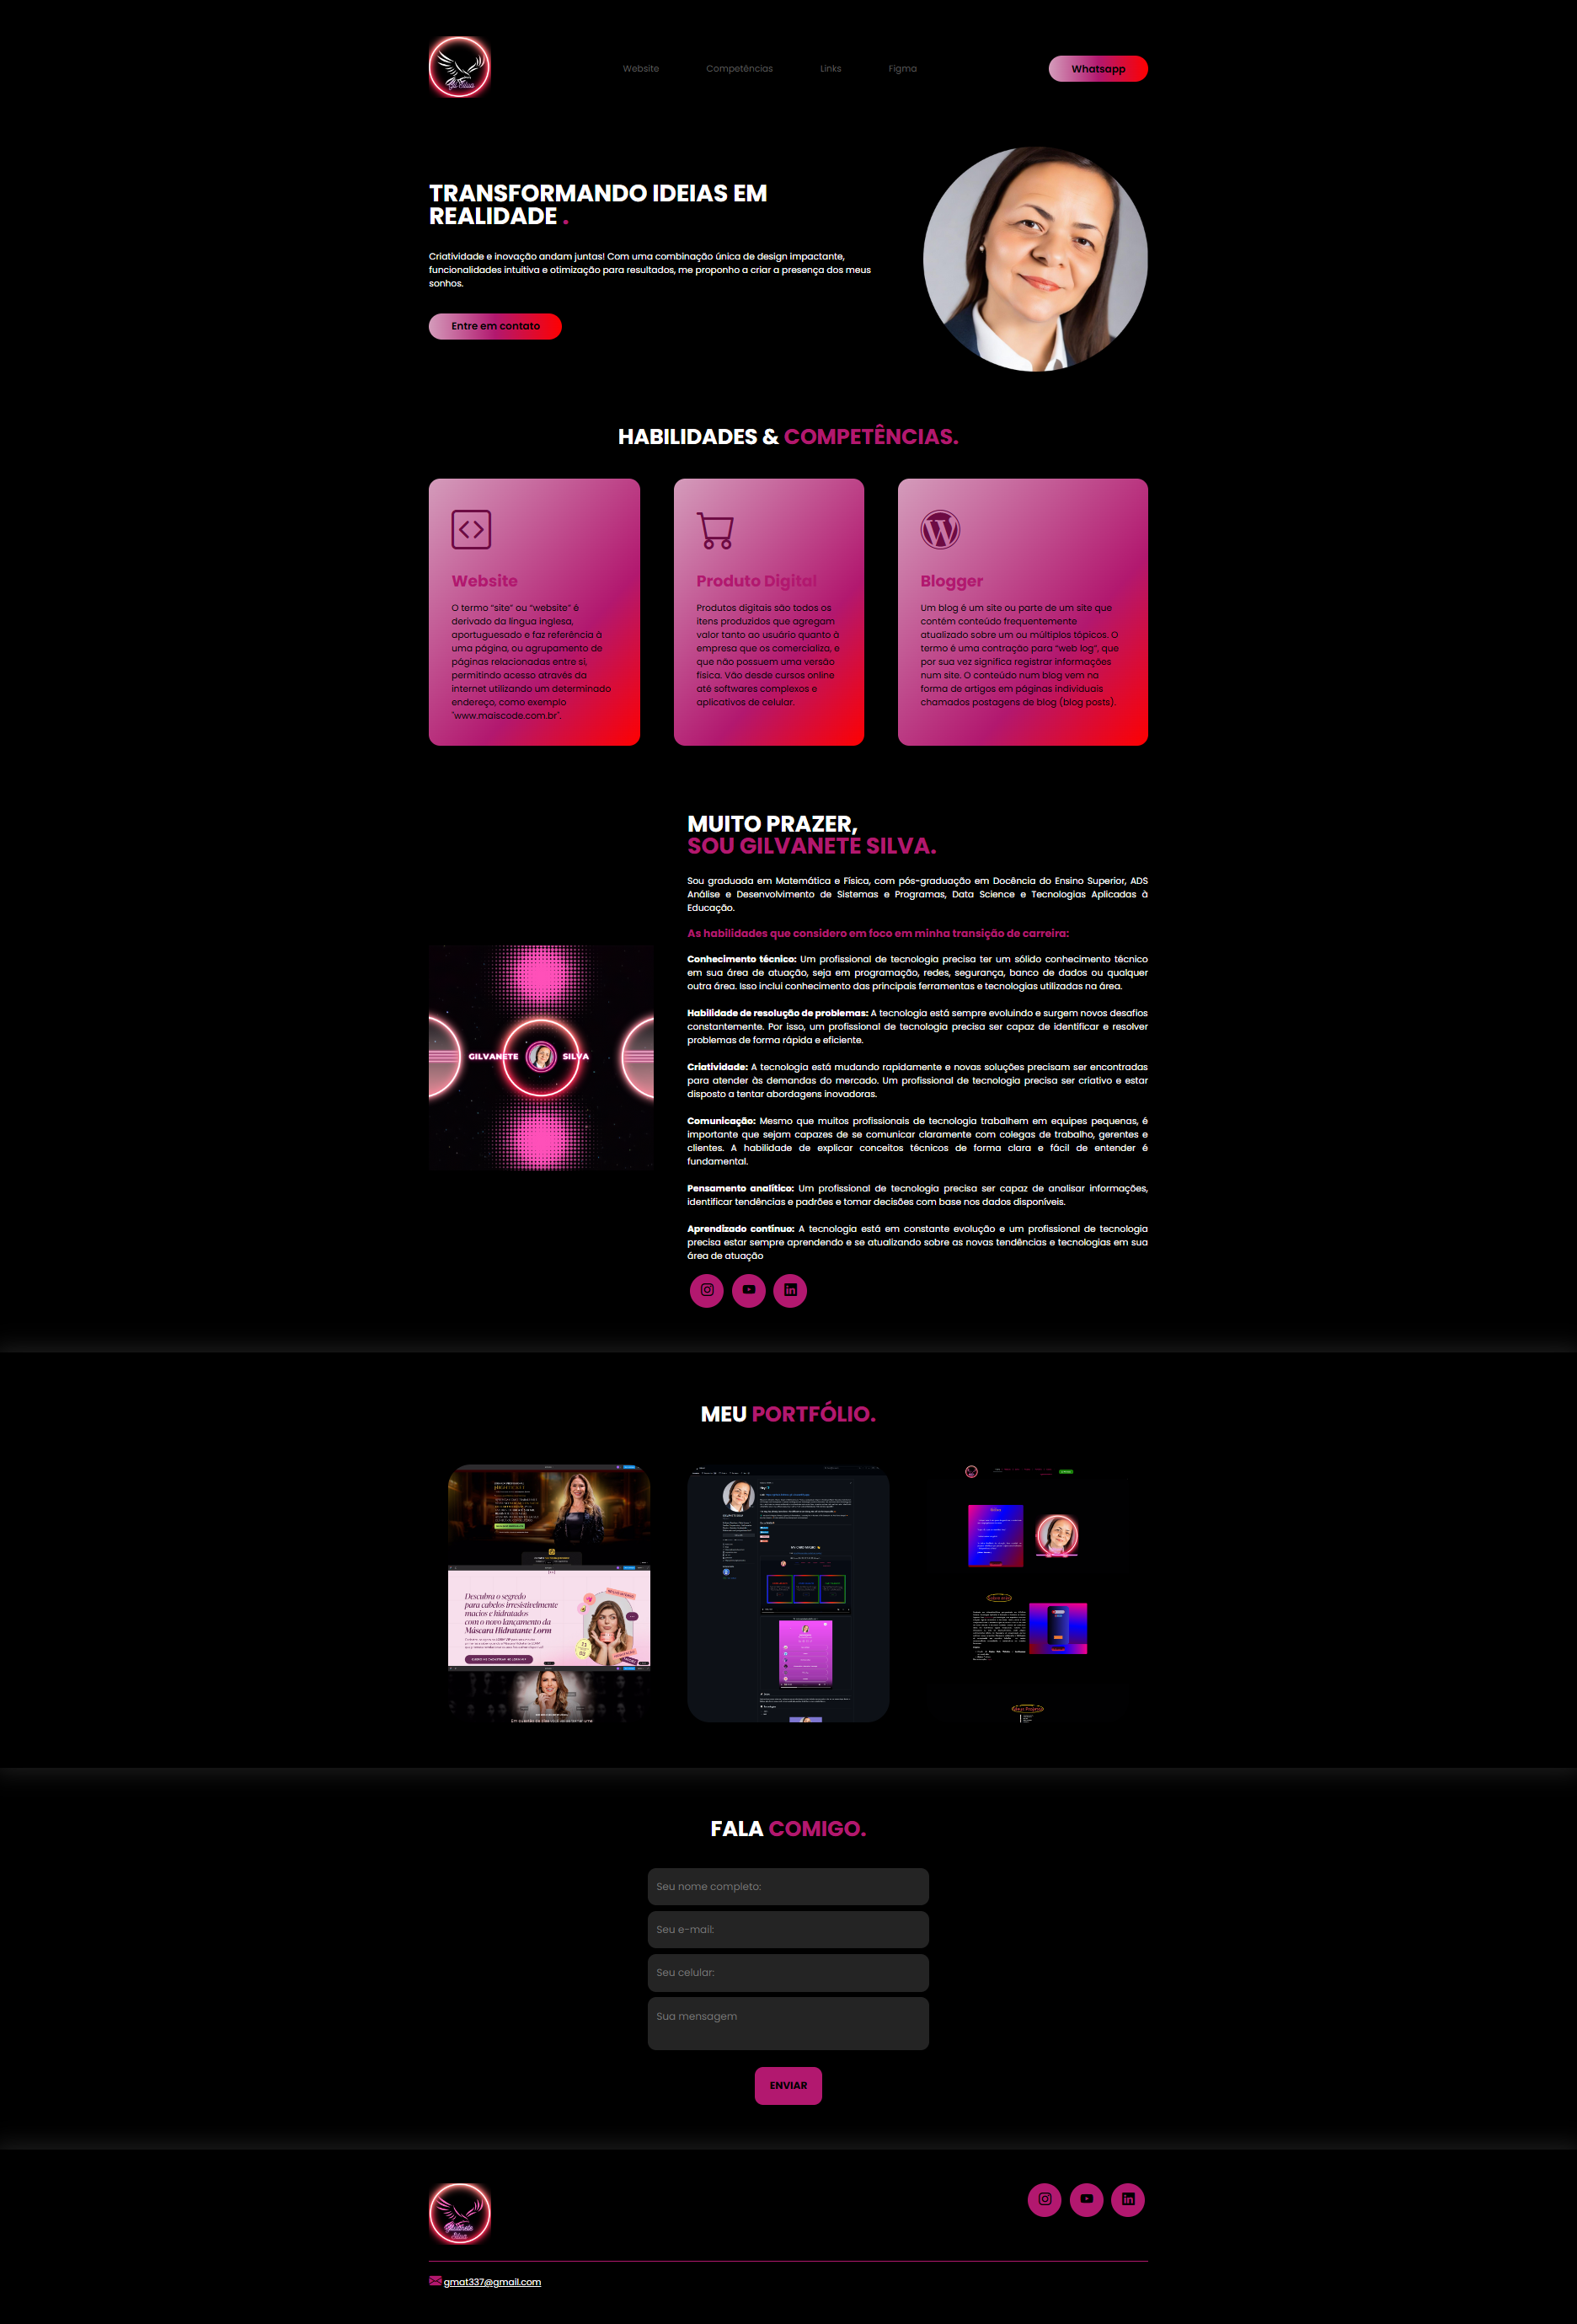 Gil Silva
Website
Competências
Links
Figma
Whatsapp
TRANSFORMANDO IDEIAS EM
REALIDADE .
Criatividade e inovação andam juntas! Com uma combinação única de design impactante,
funcionalidades intuitiva e otimização para resultados, me proponho a criar a presença dos meus
sonhos.
Entre em contato
HABILIDADES & COMPETÊNCIAS.
Website
O termo “site” ou “website” é
derivado da língua inglesa,
aportuguesado e faz referência à
uma página, ou agrupamento de
páginas relacionadas entre si,
permitindo acesso através da
internet utilizando um determinado
endereço, como exemplo
"www.maiscode.com.br".
Produto Digital
Produtos digitais são todos os
itens produzidos que agregam
valor tanto ao usuário quanto à
empresa que os comercializa, e
que não possuem uma versão
física. Vão desde cursos online
até softwares complexos e
aplicativos de celular.
Blogger
Um blog é um site ou parte de um site que
contém conteúdo frequentemente
atualizado sobre um ou múltiplos tópicos. O
termo é uma contração para “web log”, que
por sua vez significa registrar informações
num site. O conteúdo num blog vem na
forma de artigos em páginas individuais
chamados postagens de blog (blog posts).
MUITO PRAZER,
SOU GILVANETE SILVA.
Sou graduada em Matemática e Física, com pós-graduação em Docência do Ensino Superior, ADS
Análise e Desenvolvimento de Sistemas e Programas, Data Science e Tecnologias Aplicadas à
Educação.
As habilidades que considero em foco em minha transição de carreira:
Conhecimento técnico: Um profissional de tecnologia precisa ter um sólido conhecimento técnico
em sua área de atuação, seja em programação, redes, segurança, banco de dados ou qualquer
outra área. Isso inclui conhecimento das principais ferramentas e tecnologias utilizadas na área.
Habilidade de resolução de problemas: A tecnologia está sempre evoluindo e surgem novos desafios
constantemente. Por isso, um profissional de tecnologia precisa ser capaz de identificar e resolver
problemas de forma rápida e eficiente.
Criatividade: A tecnologia está mudando rapidamente e novas soluções precisam ser encontradas
para atender às demandas do mercado. Um profissional de tecnologia precisa ser criativo e estar
disposto a tentar abordagens inovadoras.
Comunicação: Mesmo que muitos profissionais de tecnologia trabalhem em equipes pequenas, é
importante que sejam capazes de se comunicar claramente com colegas de trabalho, gerentes e
clientes. A habilidade de explicar conceitos técnicos de forma clara e fácil de entender é
fundamental.
Pensamento analítico: Um profissional de tecnologia precisa ser capaz de analisar informações,
identificar tendências e padrões e tomar decisões com base nos dados disponíveis.
Aprendizado contínuo: A tecnologia está em constante evolução e um profissional de tecnologia
precisa estar sempre aprendendo e se atualizando sobre as novas tendências e tecnologias em sua
área de atuação
GILVANETE SILVA
MEU PORTFÓLIO.
Descubra o segredo
para cabelos irresistivelmente
macios e hidratados
com o novo lançamento da
Máscara Hidratante Lorm
FALA COMIGO.
Seu nome completo:
Seu e-mail:
Seu celular:
Sua mensagem
ENVIAR
Gilvanete
Silva
gmat337@gmail.com